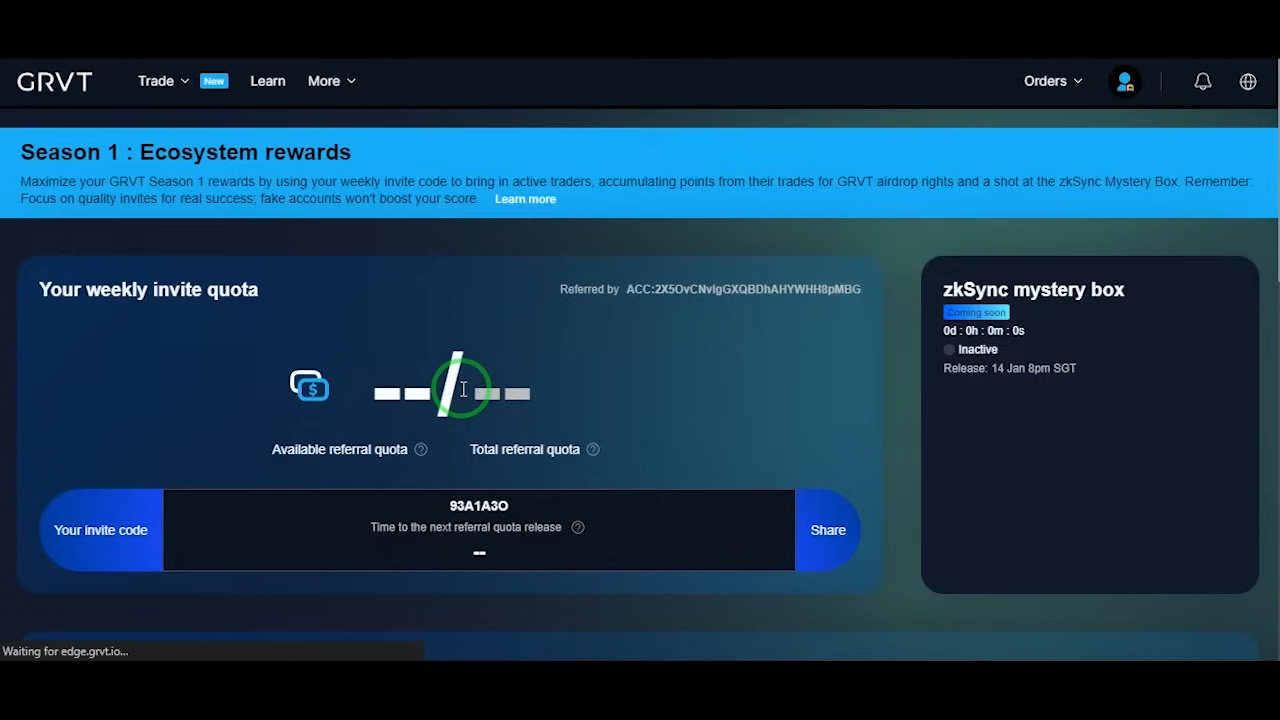 GRVT Trade New Learn More Orders
Season 1 : Ecosystem rewards
Maximize your GRVT Season 1 rewards by using your weekly invite code to bring in active traders, accumulating points from their trades for GRVT airdrop rights and a shot at the zkSync Mystery Box. Remember:
Focus on quality invites for real success; fake accounts won't boost your score. Learn more
Your weekly invite quota
Referred by ACC:2X5OvCNvIgGXQBDhAHYWHH8pMBG
-- / --
Available referral quota
Total referral quota
Your invite code
93A1A3O
Time to the next referral quota release
--
Share
zkSync mystery box
Coming soon
0d : 0h : 0m : 0s
Inactive
Release: 14 Jan 8pm SGT
Waiting for edge.grvt.io...